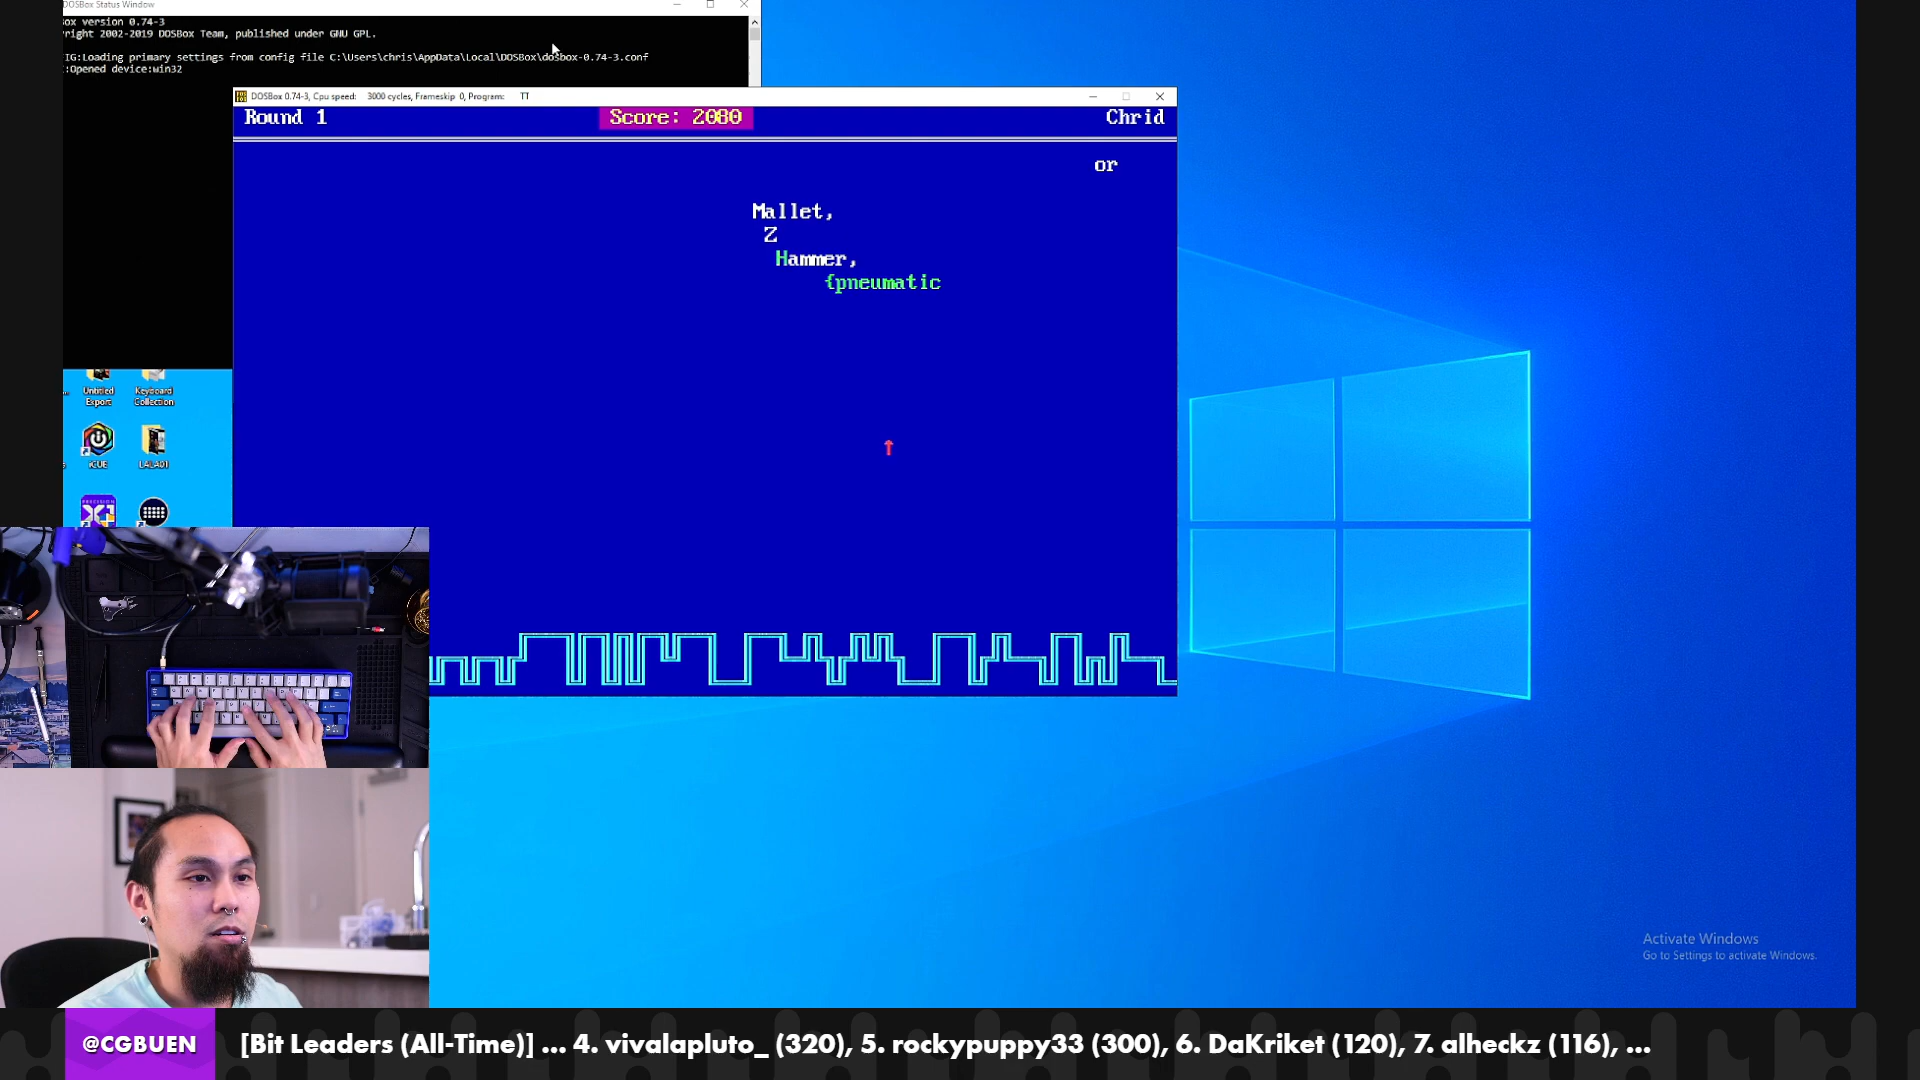 DOSBox Status Window
ox version 0.74-3
right 2002-2019 DOSBox Team, published under GNU GPL.
IG:Loading primary settings from config file C:\Users\chris\AppData\Local\DOSBox\dosbox-0.74-3.conf
:Opened device:win32
DOSBox 0.74-3, Cpu speed: 3000 cycles, Frameskip 0, Program: TT
Round 1 Score: 2080 Chrid
or
Mallet,
Z
Hammer,
{pneumatic
Untitled Export
Keyboard Collection
iCUE
L4LA01
PRECISION
X1
Activate Windows
Go to Settings to activate Windows.
@CGBUEN [Bit Leaders (All-Time)] ... 4. vivalapluto_ (320), 5. rockypuppy33 (300), 6. DaKriket (120), 7. alheckz (116), ...